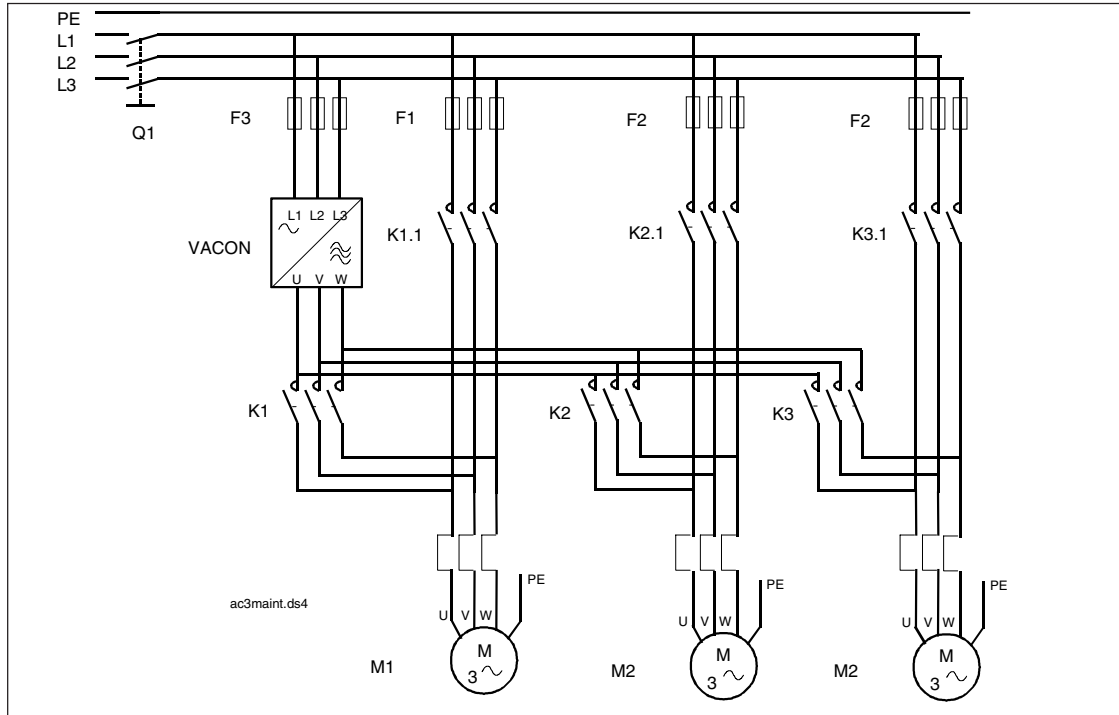 PE
L1
L2
L3
Q1
F3
F1
F2
F2
L1 L2 L3
VACON
U V W
K1.1
K2.1
K3.1
K1
K2
K3
ac3maint.ds4
PE
PE
PE
U V W
U V W
U V W
M1
M
3
M2
M
3
M2
M
3